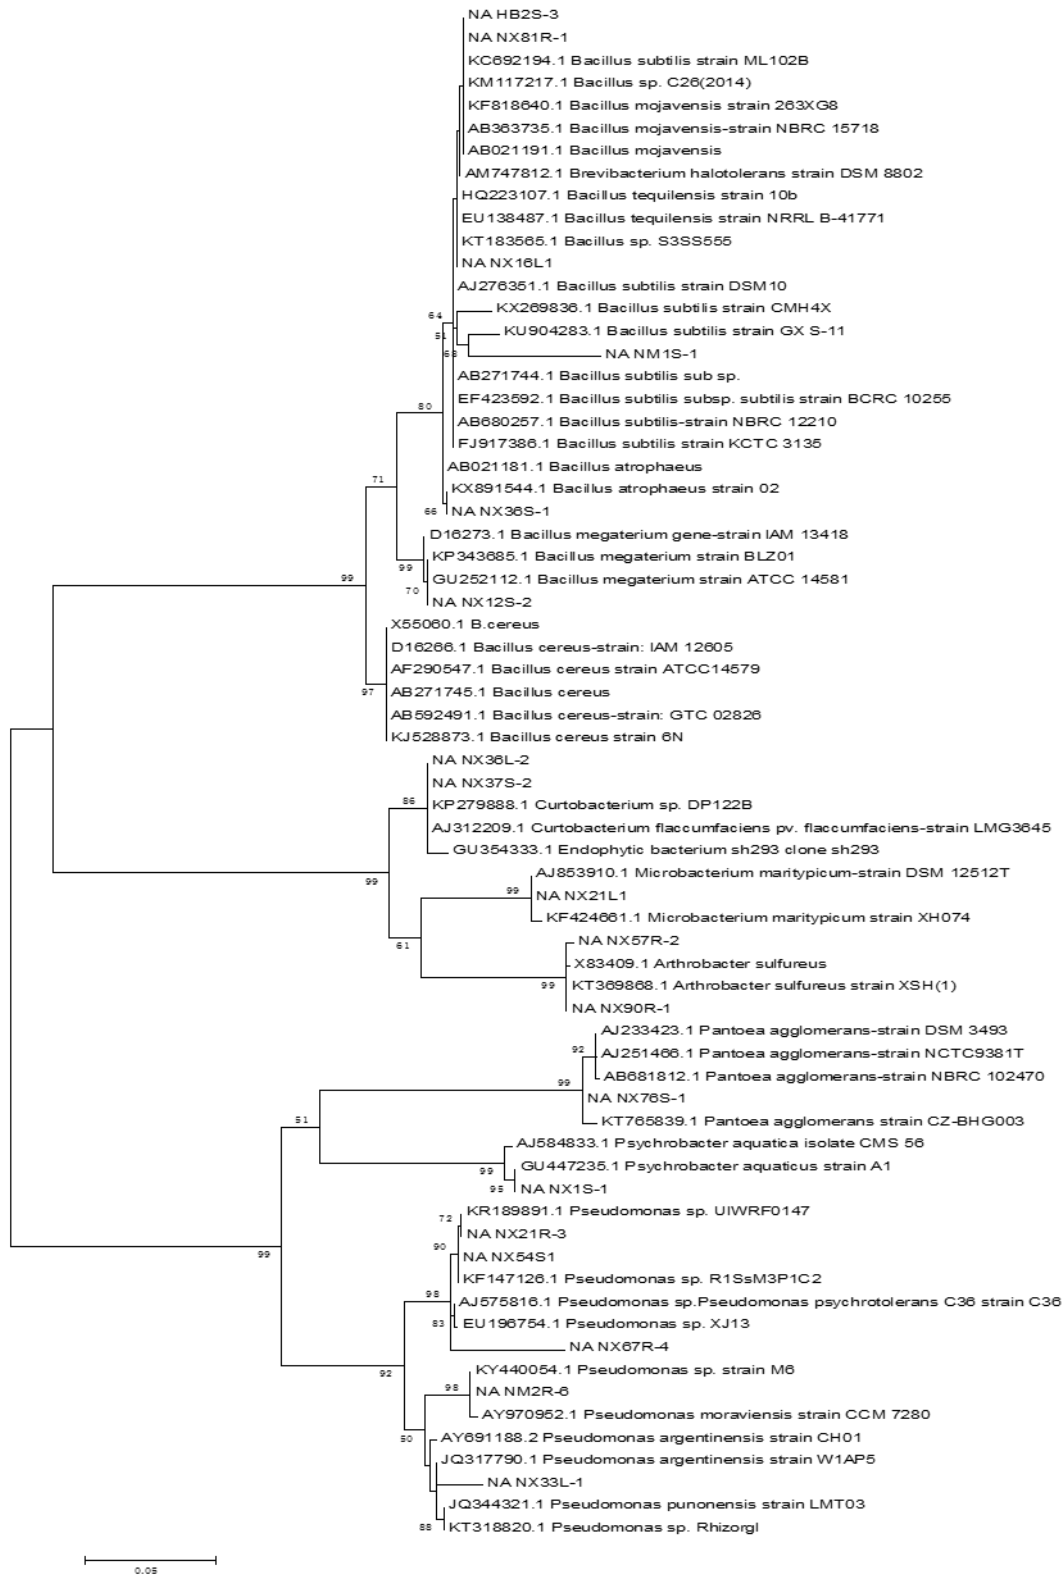 NA HB2S-3
NA NX81R-1
KC692194.1 Bacillus subtilis strain ML102B
KM117217.1 Bacillus sp. C26(2014)
KF818640.1 Bacillus mojavensis strain 263XG8
AB363735.1 Bacillus mojavensis-strain NBRC 15718
AB021191.1 Bacillus mojavensis
AM747812.1 Brevibacterium halotolerans strain DSM 8802
HQ223107.1 Bacillus tequilensis strain 10b
EU138487.1 Bacillus tequilensis strain NRRL B-41771
KT183565.1 Bacillus sp. S3SS555
NA NX16L1
AJ276351.1 Bacillus subtilis strain DSM10
KX269836.1 Bacillus subtilis strain CMH4X
64
KU904283.1 Bacillus subtilis strain GX S-11
51
NA NM1S-1
68
AB271744.1 Bacillus subtilis sub sp.
EF423592.1 Bacillus subtilis subsp. subtilis strain BCRC 10255
80
AB680257.1 Bacillus subtilis-strain NBRC 12210
FJ917386.1 Bacillus subtilis strain KCTC 3135
AB021181.1 Bacillus atrophaeus
71
KX891544.1 Bacillus atrophaeus strain 02
66
NA NX36S-1
D16273.1 Bacillus megaterium gene-strain IAM 13418
KP343685.1 Bacillus megaterium strain BLZ01
99
99
GU252112.1 Bacillus megaterium strain ATCC 14581
70
NA NX12S-2
X55060.1 B.cereus
D16266.1 Bacillus cereus-strain: IAM 12605
AF290547.1 Bacillus cereus strain ATCC14579
97
AB271745.1 Bacillus cereus
AB592491.1 Bacillus cereus-strain: GTC 02826
KJ528873.1 Bacillus cereus strain 6N
NA NX36L-2
NA NX37S-2
86
KP279888.1 Curtobacterium sp. DP122B
AJ312209.1 Curtobacterium flaccumfaciens pv. flaccumfaciens-strain LMG3645
GU354333.1 Endophytic bacterium sh293 clone sh293
99
AJ853910.1 Microbacterium maritypicum-strain DSM 12512T
99
NA NX21L1
KF424661.1 Microbacterium maritypicum strain XH074
61
NA NX57R-2
X83409.1 Arthrobacter sulfureus
99
KT369868.1 Arthrobacter sulfureus strain XSH(1)
NA NX90R-1
AJ233423.1 Pantoea agglomerans-strain DSM 3493
92
AJ251466.1 Pantoea agglomerans-strain NCTC9381T
AB681812.1 Pantoea agglomerans-strain NBRC 102470
99
NA NX76S-1
KT765839.1 Pantoea agglomerans strain CZ-BHG003
51
AJ584833.1 Psychrobacter aquatica isolate CMS 56
GU447235.1 Psychrobacter aquaticus strain A1
99
95
NA NX1S-1
KR189891.1 Pseudomonas sp. UIWRF0147
72
NA NX21R-3
90
99
NA NX54S1
KF147126.1 Pseudomonas sp. R1SsM3P1C2
98
AJ575816.1 Pseudomonas sp.Pseudomonas psychrotolerans C36 strain C36
83
EU196754.1 Pseudomonas sp. XJ13
NA NX67R-4
92
KY440054.1 Pseudomonas sp. strain M6
98
NA NM2R-6
AY970952.1 Pseudomonas moraviensis strain CCM 7280
50
AY691188.2 Pseudomonas argentinensis strain CH01
JQ317790.1 Pseudomonas argentinensis strain W1AP5
NA NX33L-1
JQ344321.1 Pseudomonas punonensis strain LMT03
88
KT318820.1 Pseudomonas sp. Rhizorgl
0.05